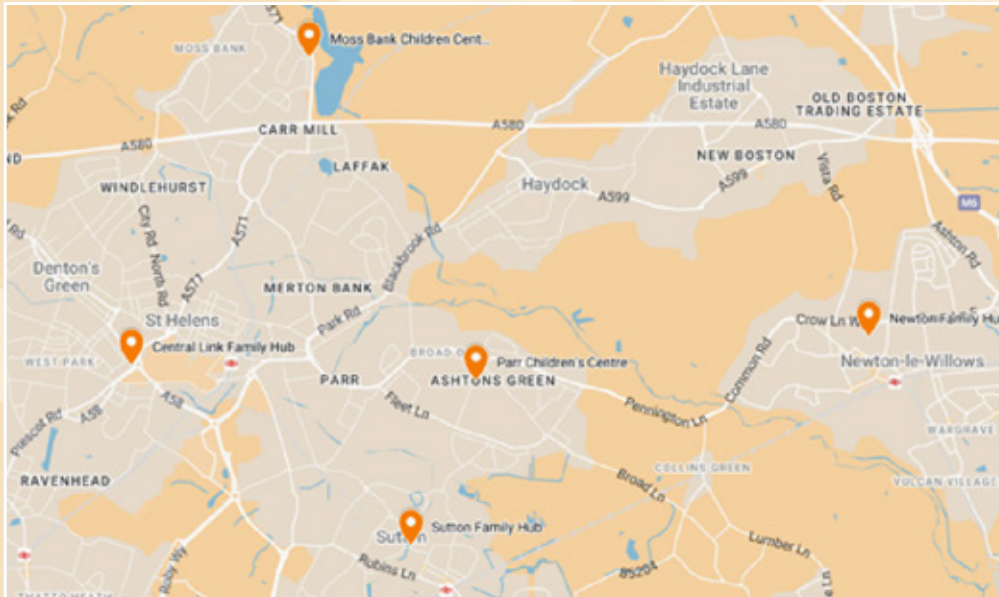 MOSS BANK
Moss Bank Children Cent...
Haydock Lane
Industrial
Estate
OLD BOSTON
TRADING ESTATE
A580
CARR MILL
A580
A580
LAFFAK
NEW BOSTON
WINDLEHURST
Haydock
A599
A599
Vista Rd
M6
City Rd
North Rd
A571
A571
Blackbrook Rd
Ashton Rd
Denton's
Green
MERTON BANK
St Helens
Park Rd
Crow Ln W
Newton Family Hu
Central Link Family Hub
WEST PARK
BROAD O
Parr Children's Centre
Newton-le-Willows
PARR
ASHTONS GREEN
Common Rd
A58
A58
Prescot Rd
Fleet Ln
Pennington Ln
WARGRAVE
RAVENHEAD
COLLINS GREEN
Broad Ln
VULCAN VILLAGE
Sutton Family Hub
Robins Ln
Lumber Ln
Roby Wy
B5204
THATTO HEATH